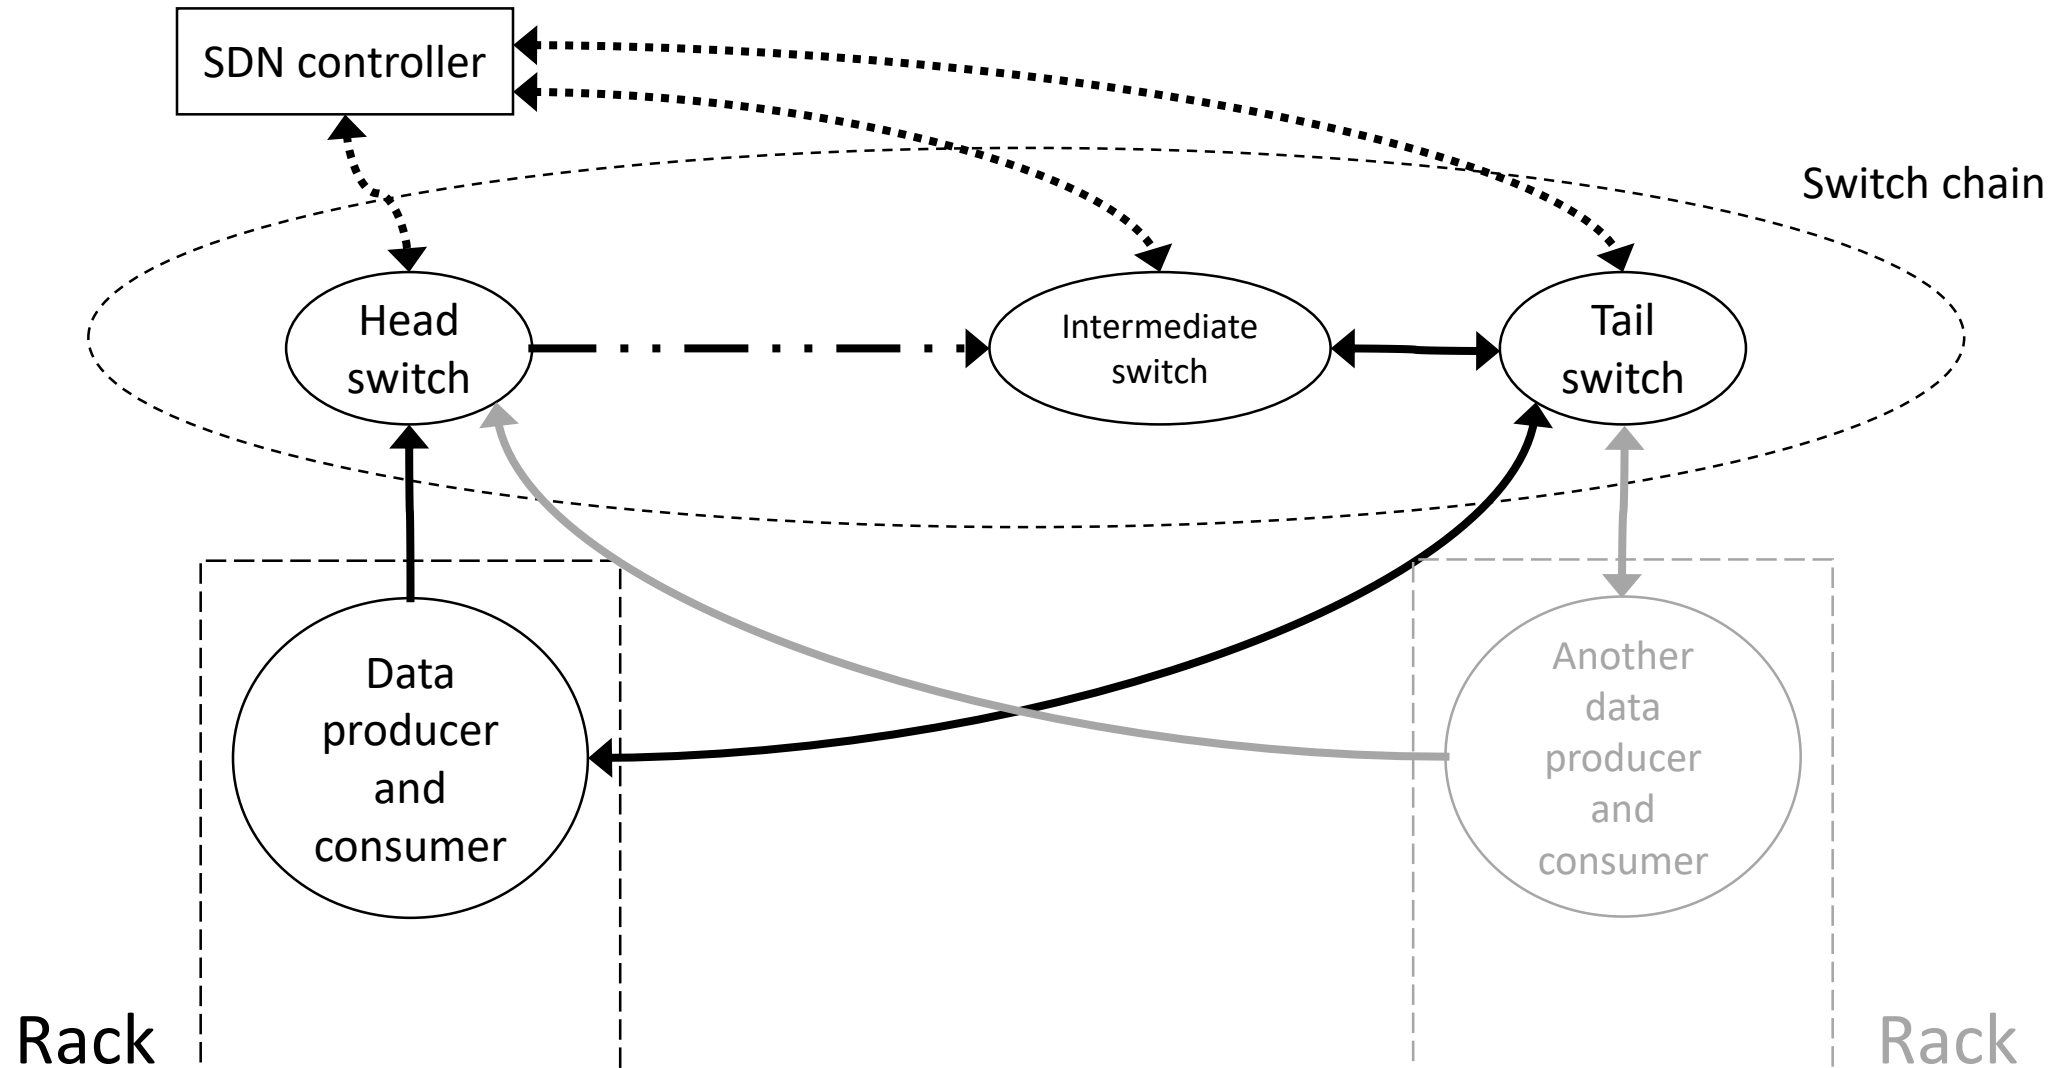 SDN controller
Switch chain
Head
switch
Intermediate
switch
Tail
switch
Data
producer
and
consumer
Another
data
producer
and
consumer
Rack
Rack